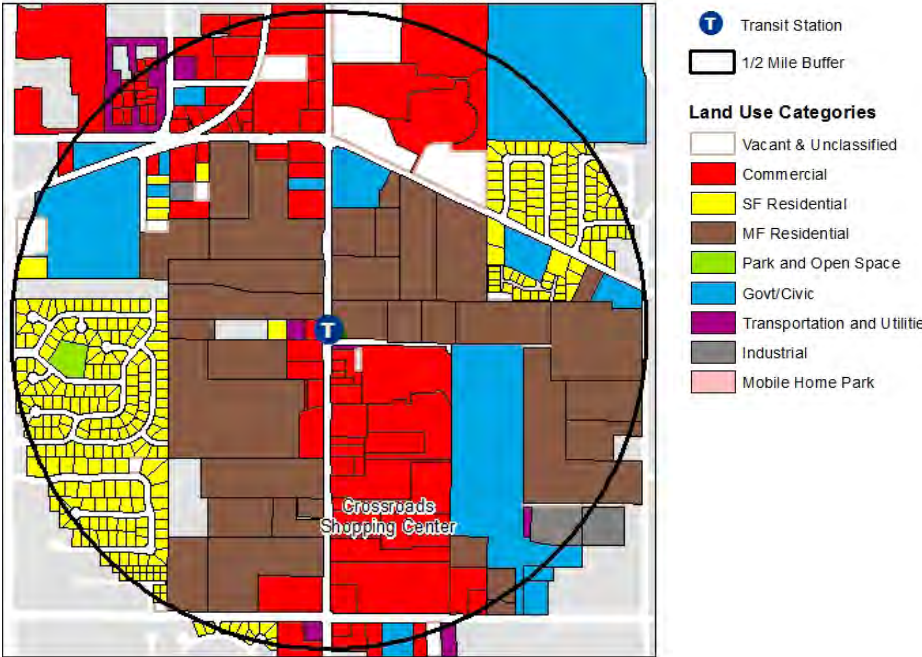 T
Crossroads
Shopping Center
T
Transit Station
1/2 Mile Buffer
Land Use Categories
Vacant & Unclassified
Commercial
SF Residential
MF Residential
Park and Open Space
Govt/Civic
Transportation and Utilitie
Industrial
Mobile Home Park